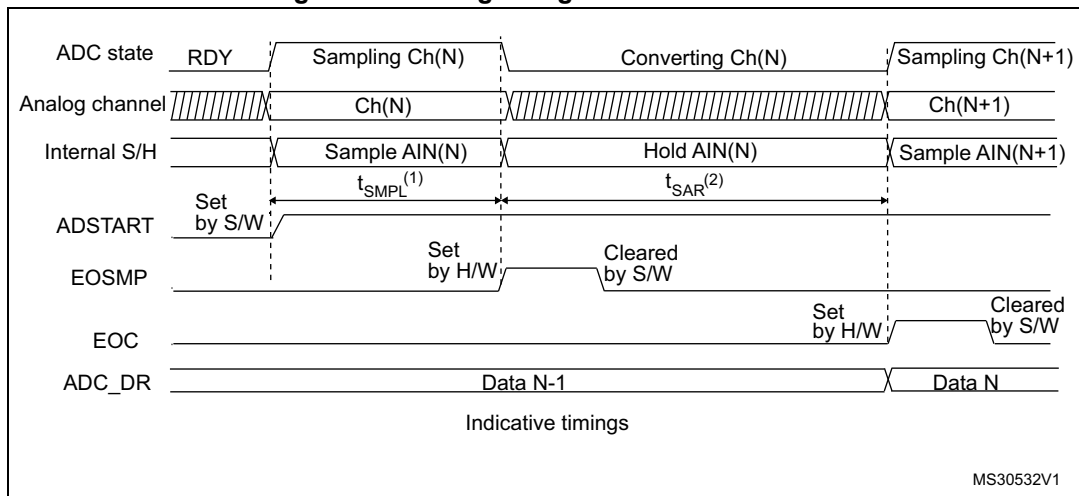 ADC state RDY Sampling Ch(N) Converting Ch(N) Sampling Ch(N+1)
Analog channel Ch(N) Ch(N+1)
Internal S/H Sample AIN(N) Hold AIN(N) Sample AIN(N+1)
tSMPL(1) tSAR(2)
Set
by S/W
ADSTART
Set
by H/W
Cleared
by S/W
EOSMP
Set
by H/W
Cleared
by S/W
EOC
ADC_DR Data N-1 Data N
Indicative timings
MS30532V1